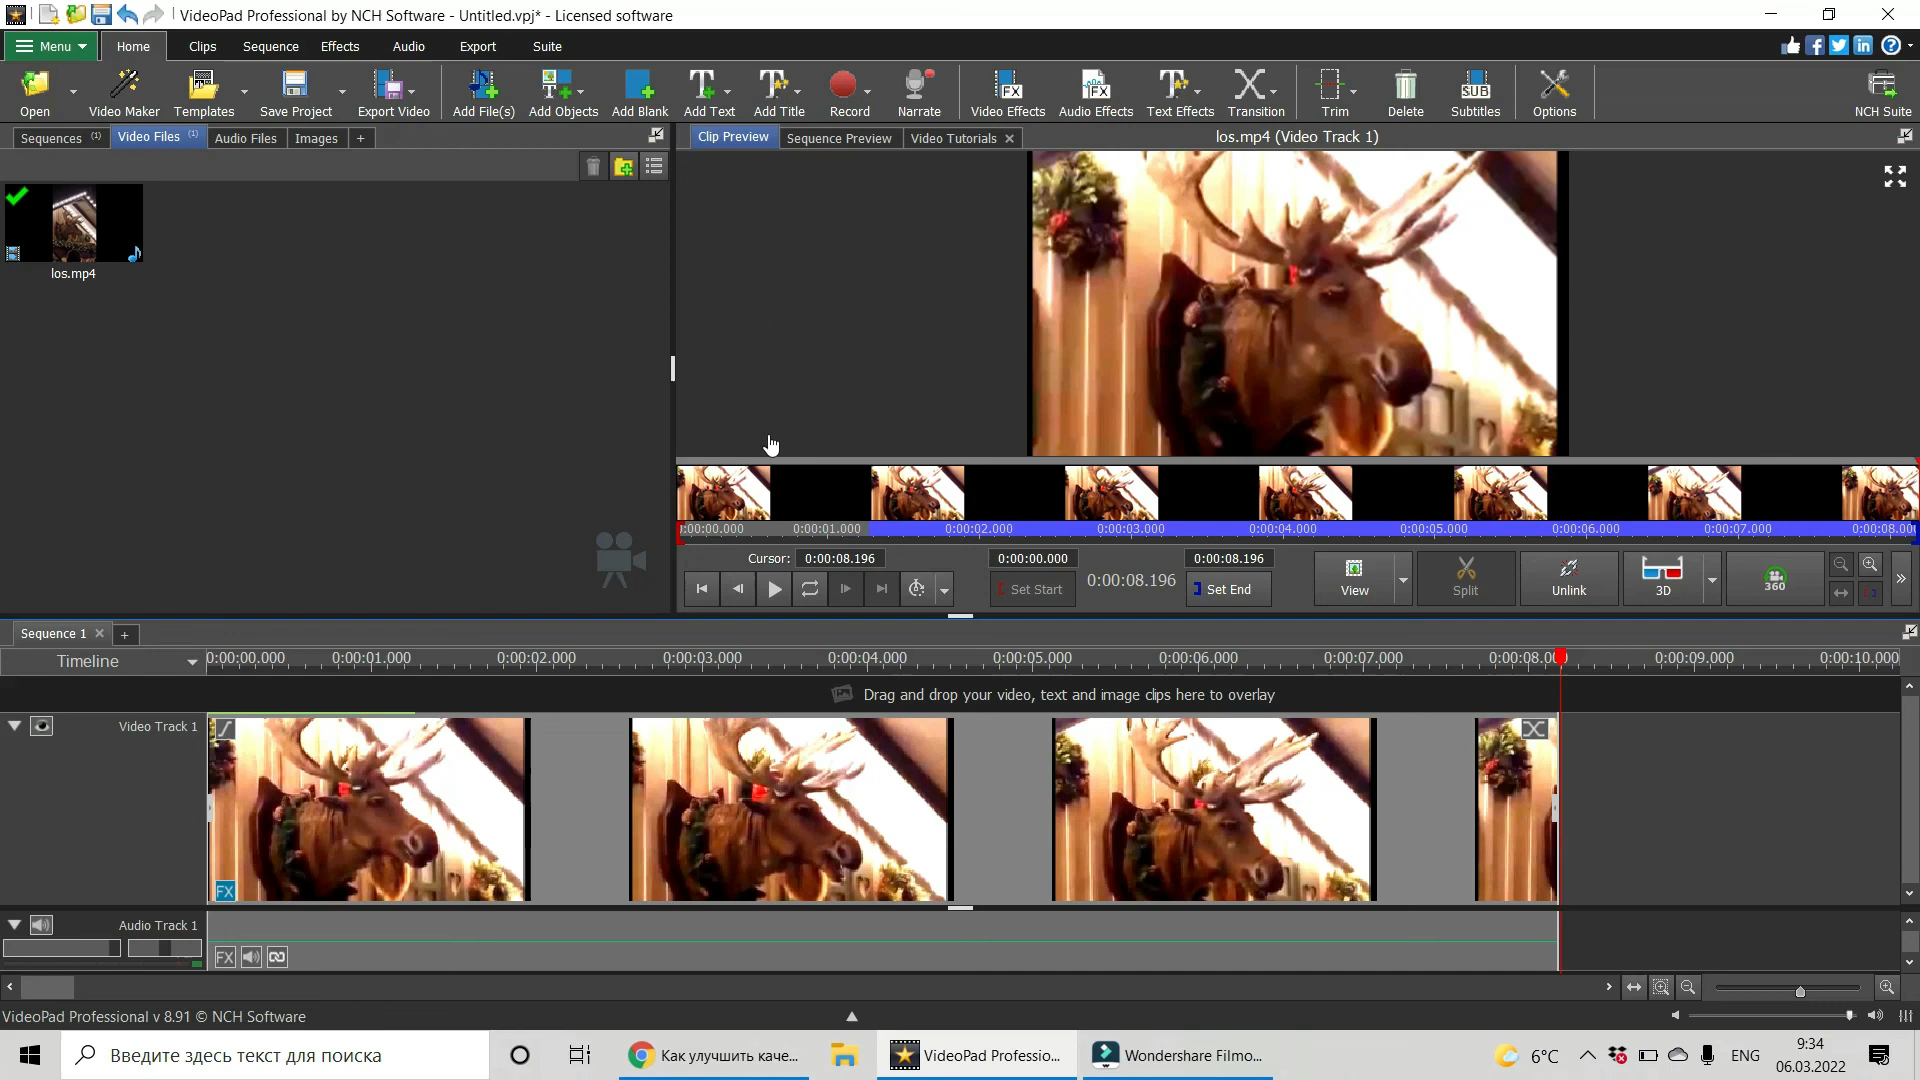 VideoPad Professional by NCH Software - Untitled.vpj* - Licensed software
Menu Home Clips Sequence Effects Audio Export Suite
Open Video Maker Templates Save Project Export Video Add File(s) Add Objects Add Blank Add Text Add Title Record Narrate Video Effects Audio Effects Text Effects Transition Trim Delete Subtitles Options NCH Suite
Sequences (1) Video Files (1) Audio Files Images +
Clip Preview Sequence Preview Video Tutorials los.mp4 (Video Track 1)
los.mp4
0:00:00.000 0:00:01.000 0:00:02.000 0:00:03.000 0:00:04.000 0:00:05.000 0:00:06.000 0:00:07.000 0:00:08.00
Cursor: 0:00:08.196 0:00:00.000 0:00:08.196
Set Start 0:00:08.196 Set End
View Split Unlink 3D 360
Sequence 1 +
Timeline 0:00:00.000 0:00:01.000 0:00:02.000 0:00:03.000 0:00:04.000 0:00:05.000 0:00:06.000 0:00:07.000 0:00:08.0 0:00:09.000 0:00:10.000
Drag and drop your video, text and image clips here to overlay
Video Track 1
FX
Audio Track 1
FX
VideoPad Professional v 8.91 © NCH Software
Введите здесь текст для поиска Как улучшить каче... VideoPad Professio... Wondershare Filmo... 6°C ENG 9:34
06.03.2022